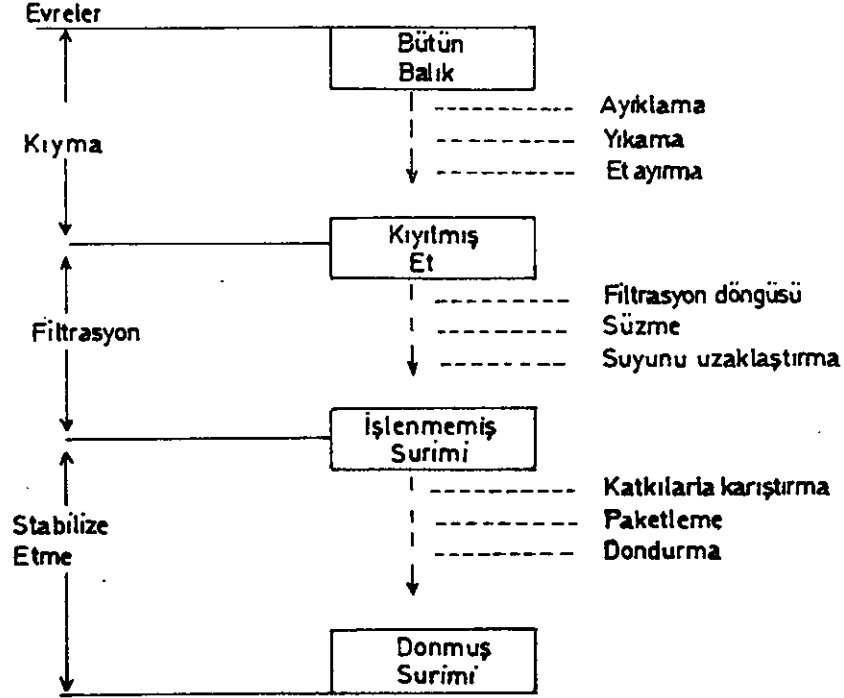 Evreler
Bütün
Balık
Ayıklama
Yıkama
Et ayırma
Kıyma
Kıyılmış
Et
Filtrasyon döngüsü
Süzme
Suyunu uzaklaştırma
Filtrasyon
İşlenmemiş
Surimi
Katkılarla karıştırma
Paketleme
Dondurma
Stabilize
Etme
Donmuş
Surimi